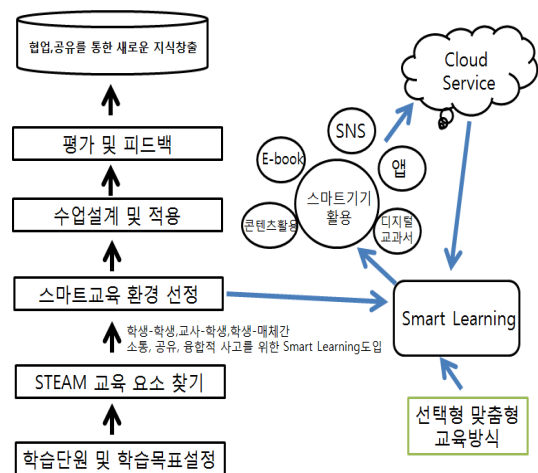 협업,공유를 통한 새로운 지식창출
평가 및 피드백
수업설계 및 적용
스마트교육 환경 선정
학생-학생,교사-학생,학생-매체간
소통, 공유, 융합적 사고를 위한 Smart Learning도입
STEAM 교육 요소 찾기
학습단원 및 학습목표설정
Cloud
Service
SNS
E-book
앱
스마트기기
활용
콘텐츠활용
디지털
교과서
Smart Learning
선택형 맞춤형
교육방식